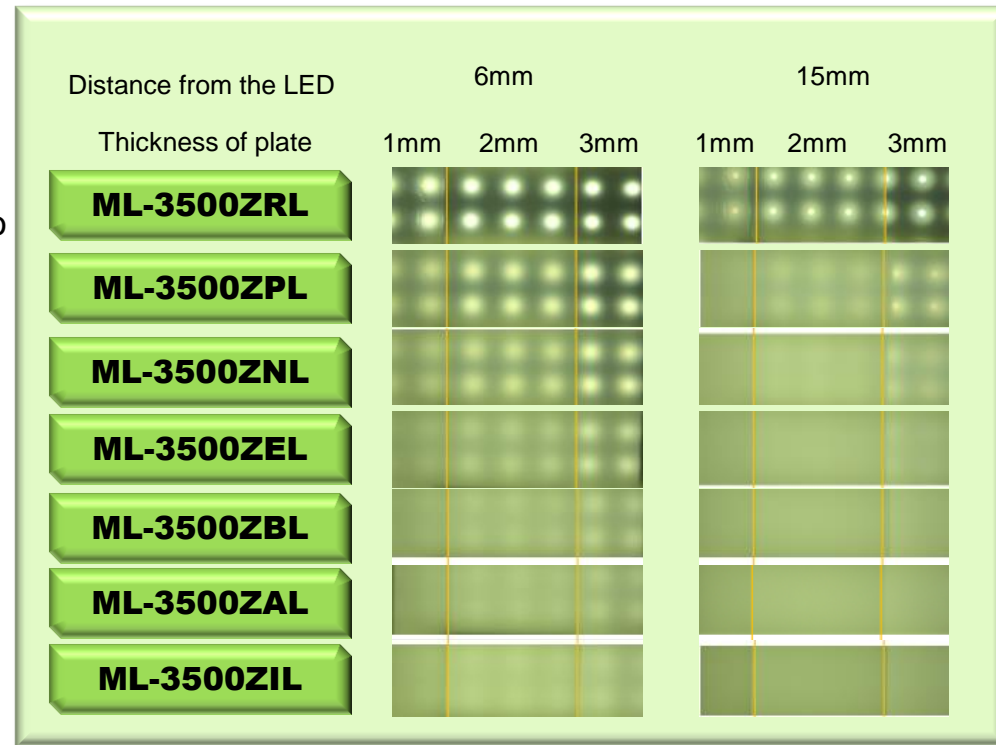 Distance from the LED 6mm 15mm
Thickness of plate 1mm 2mm 3mm 1mm 2mm 3mm
ML-3500ZRL
ML-3500ZPL
ML-3500ZNL
ML-3500ZEL
ML-3500ZBL
ML-3500ZAL
ML-3500ZIL